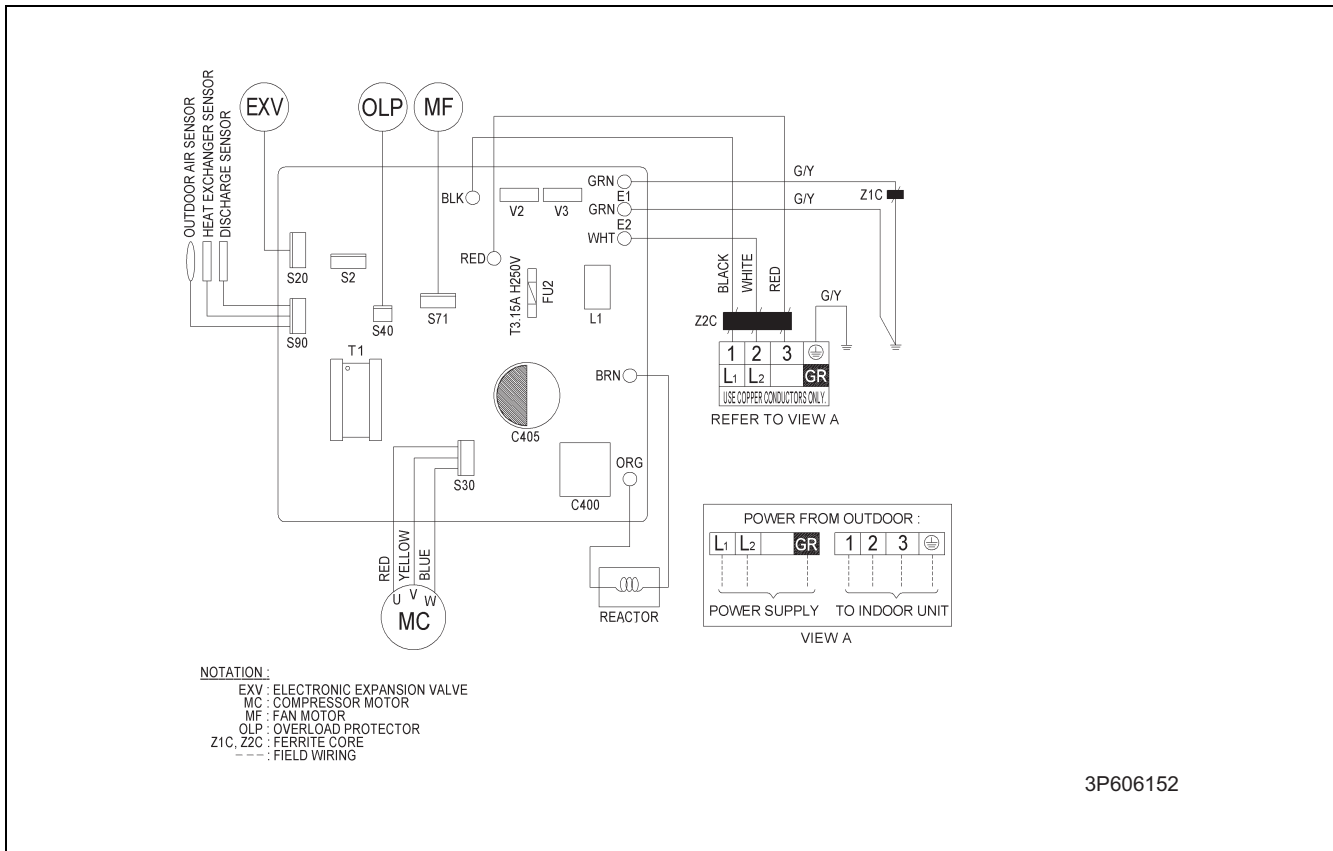 OUTDOOR AIR SENSOR
HEAT EXCHANGER SENSOR
DISCHARGE SENSOR
EXV
OLP
MF
BLK
RED
V2
V3
GRN
E1
GRN
E2
WHT
G/Y
G/Y
Z1C
S20
S2
S90
S40
S71
T3.15A H250V
FU2
L1
T1
BRN
C405
S30
C400
ORG
BLACK
WHITE
RED
G/Y
Z2C
1 2 3
L1 L2 GR
USE COPPER CONDUCTORS ONLY.
REFER TO VIEW A
RED
YELLOW
BLUE
U V W
MC
REACTOR
POWER FROM OUTDOOR :
L1 L2 GR 1 2 3
POWER SUPPLY TO INDOOR UNIT
VIEW A
NOTATION :
EXV : ELECTRONIC EXPANSION VALVE
MC : COMPRESSOR MOTOR
MF : FAN MOTOR
OLP : OVERLOAD PROTECTOR
Z1C, Z2C : FERRITE CORE
--- : FIELD WIRING
3P606152